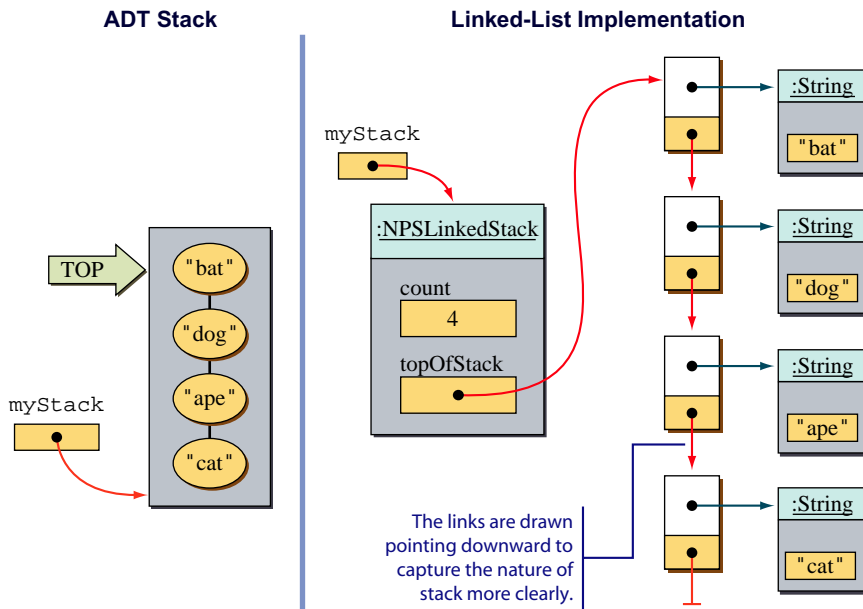 ADT Stack
TOP
"bat"
"dog"
"ape"
"cat"
myStack
Linked-List Implementation
myStack
:NPSLinkedStack
count
4
topOfStack
:String
"bat"
:String
"dog"
:String
"ape"
:String
"cat"
The links are drawn
pointing downward to
capture the nature of
stack more clearly.